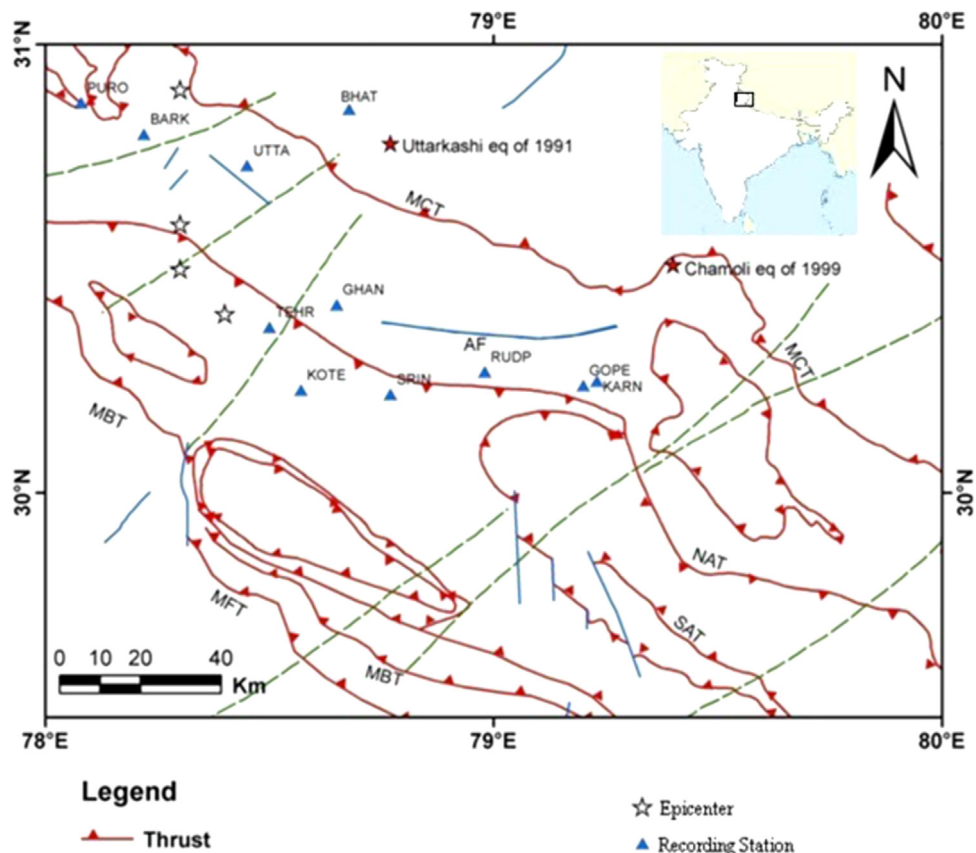 79°E
80°E
31°N
31°N
PURO
BARK
BHAT
UTTA
Uttarkashi eq of 1991
N
MCT
Chamoli eq of 1999
GHAN
TEHR
AF
RUDP
MCT
KOTE
SRIN
GOPE
KARN
MBT
30°N
30°N
NAT
MFT
SAT
MBT
0 10 20 40
Km
78°E
79°E
80°E
Legend
Thrust
Epicenter
Recording Station